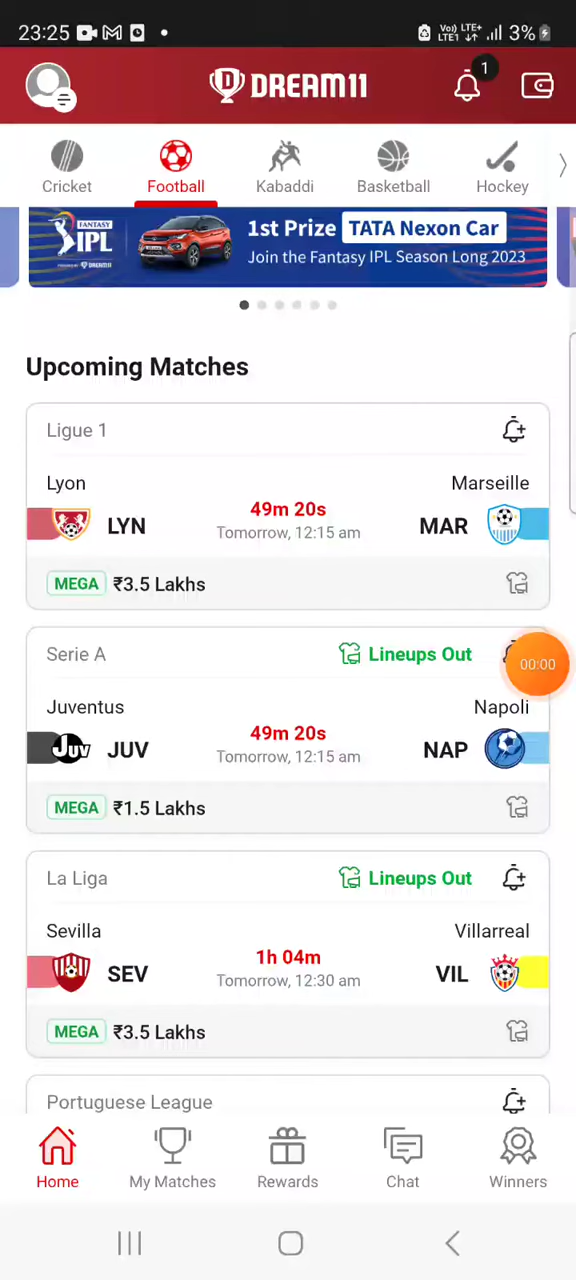 23:25 Vo) LTE+ LTE1 3%
DREAM11 1
Cricket Football Kabaddi Basketball Hockey
FANTASY IPL 1st Prize TATA Nexon Car
DREAM11 Join the Fantasy IPL Season Long 2023
Upcoming Matches
Ligue 1
Lyon Marseille
LYN 49m 20s MAR
Tomorrow, 12:15 am
MEGA ₹3.5 Lakhs
Serie A Lineups Out 00:00
Juventus Napoli
Juv JUV 49m 20s NAP
Tomorrow, 12:15 am
MEGA ₹1.5 Lakhs
La Liga Lineups Out
Sevilla Villarreal
SEV 1h 04m VIL
Tomorrow, 12:30 am
MEGA ₹3.5 Lakhs
Portuguese League
Home My Matches Rewards Chat Winners